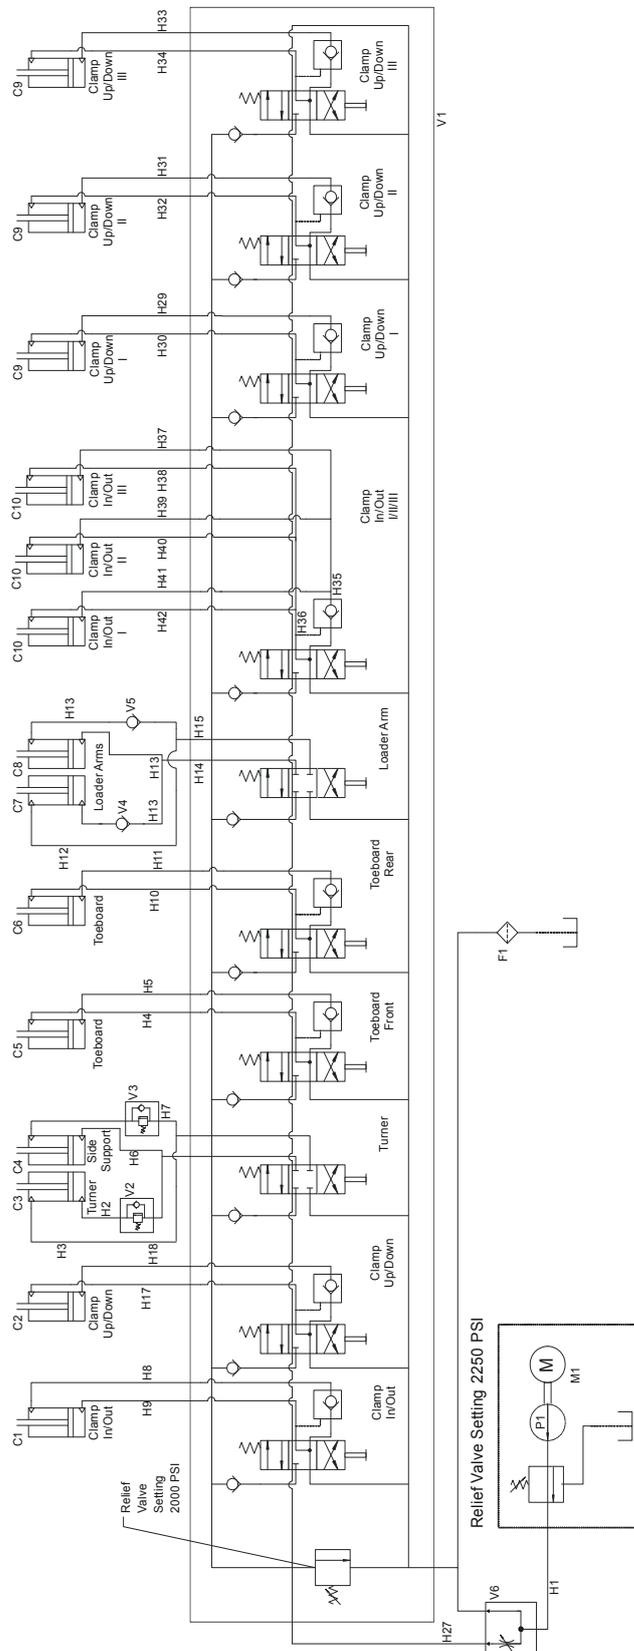 C9
Clamp
Up/Down
III
H33
H34
Clamp
Up/Down
III
V1
C9
Clamp
Up/Down
II
H31
H32
Clamp
Up/Down
II
C9
Clamp
Up/Down
I
H29
H30
Clamp
Up/Down
I
C10
Clamp
In/Out
III
H37
H38
C10
Clamp
In/Out
II
H39
H40
C10
Clamp
In/Out
I
H41
H42
H36
H35
Clamp
In/Out
I/II/III
C8
C7
Loader Arms
H13
V5
H13
V4
H13
H12
H15
H14
Loader Arm
C6
Toeboard
H11
H10
Toeboard
Rear
C5
Toeboard
H5
H4
Toeboard
Front
C4
C3
Side
Support
Turner
V3
H7
H6
H2
V2
H3
H18
Turner
C2
Clamp
Up/Down
H17
Clamp
Up/Down
C1
Clamp
In/Out
H8
H9
Clamp
In/Out
Relief
Valve
Setting
2000 PSI
F1
Relief Valve Setting 2250 PSI
M
M1
P1
V6
H1
H27